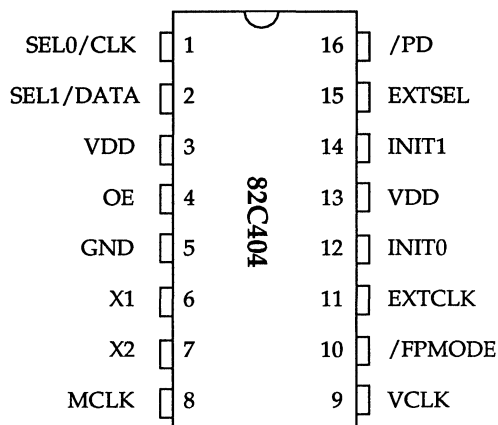 SEL0/CLK 1 16 /PD
SEL1/DATA 2 15 EXTSEL
VDD 3 14 INIT1
OE 4 13 VDD
82C404
GND 5 12 INIT0
X1 6 11 EXTCLK
X2 7 10 /FPMODE
MCLK 8 9 VCLK